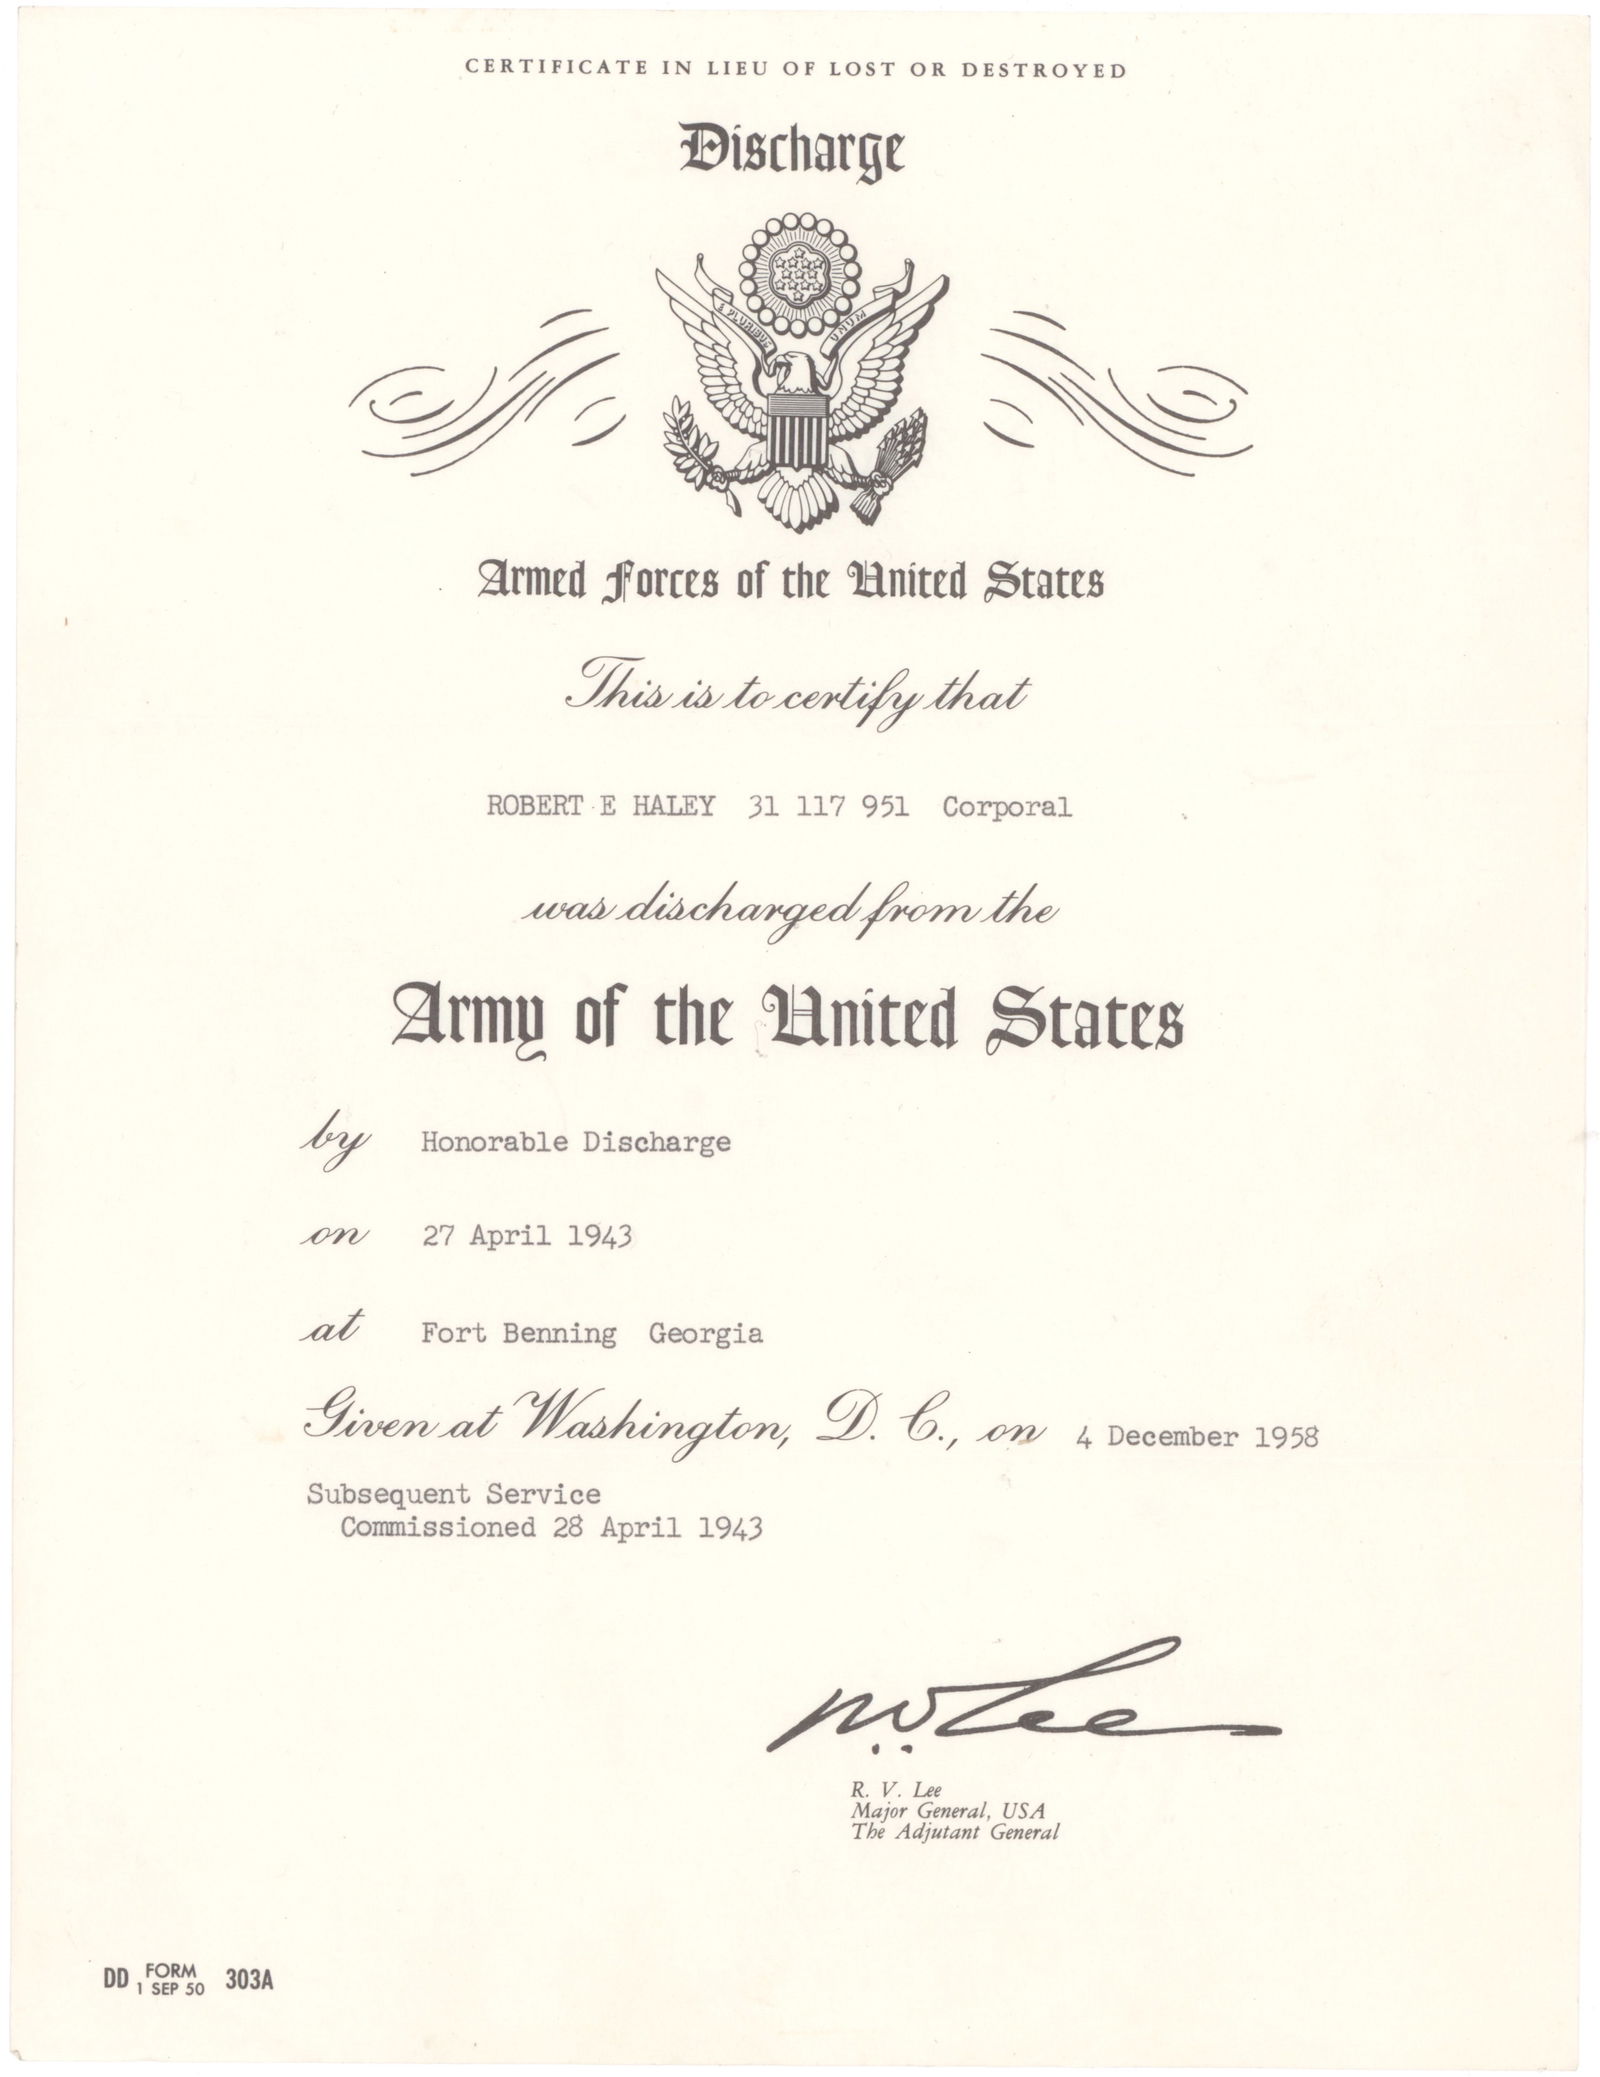 CERTIFICATE IN LIEU OF LOST OR DESTROYED
Discharge
E PLURIBUS UNUM
Armed Forces of the United States
This is to certify that
ROBERT E HALEY 31 117 951 Corporal
was discharged from the
Army of the United States
by Honorable Discharge
on 27 April 1943
at Fort Benning Georgia
Given at Washington, D. C., on 4 December 1958
Subsequent Service
Commissioned 28 April 1943
RV Lee
R. V. Lee
Major General, USA
The Adjutant General
DD FORM 303A
1 SEP 50